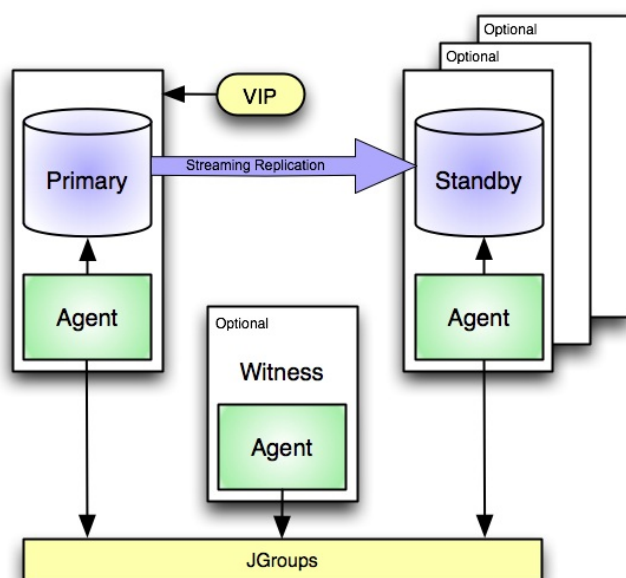 Optional
Optional
VIP
Primary
Streaming Replication
Standby
Agent
Agent
Optional
Witness
Agent
JGroups